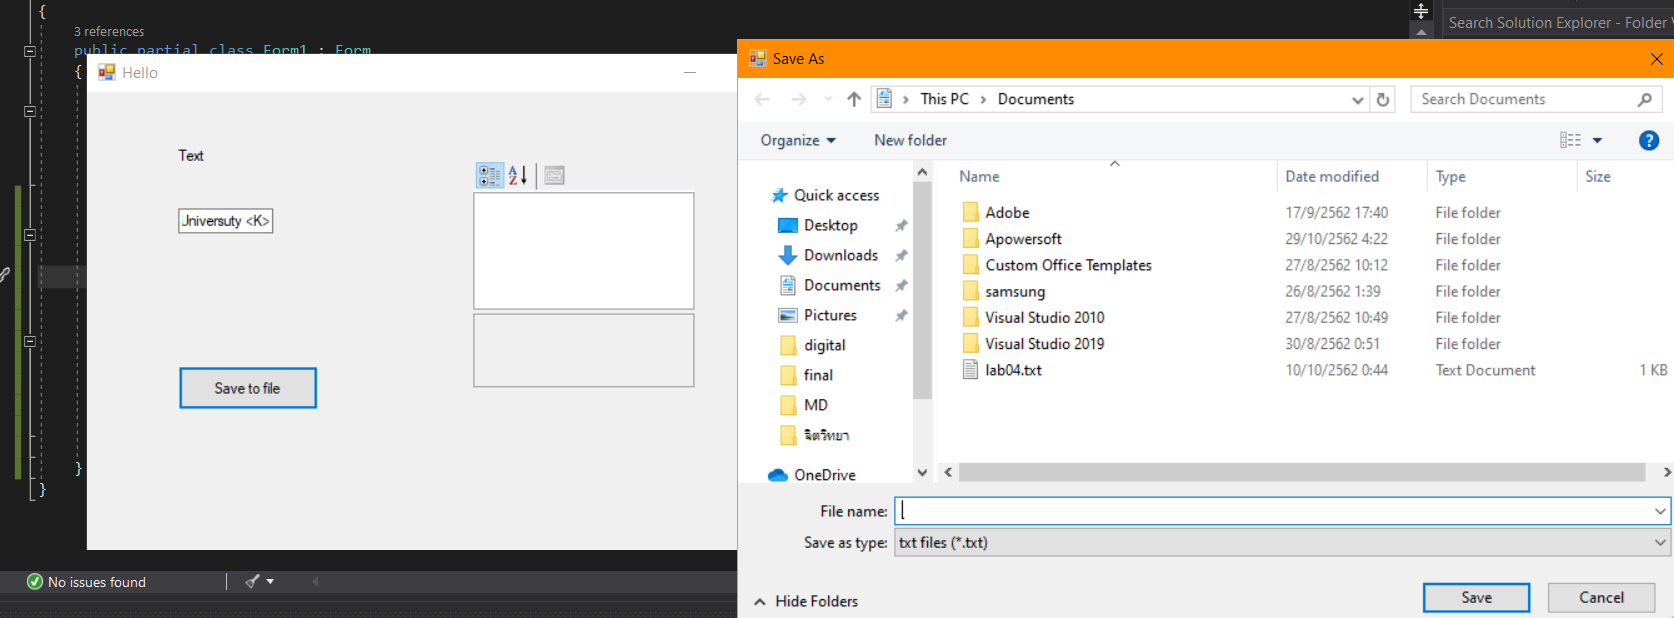 {
3 references
public partial class Form1 : Form
{
}
}
No issues found
Search Solution Explorer - Folder
Hello
Text
Universuty <K>
Save to file
Save As
This PC > Documents
Search Documents
Organize
New folder
?
Name Date modified Type Size
Quick access
Desktop
Downloads
Documents
Pictures
digital
final
MD
จิตวิทยา
OneDrive
Adobe 17/9/2562 17:40 File folder
Apowersoft 29/10/2562 4:22 File folder
Custom Office Templates 27/8/2562 10:12 File folder
samsung 26/8/2562 1:39 File folder
Visual Studio 2010 27/8/2562 10:49 File folder
Visual Studio 2019 30/8/2562 0:51 File folder
lab04.txt 10/10/2562 0:44 Text Document 1 KB
File name:
Save as type: txt files (*.txt)
Hide Folders
Save
Cancel